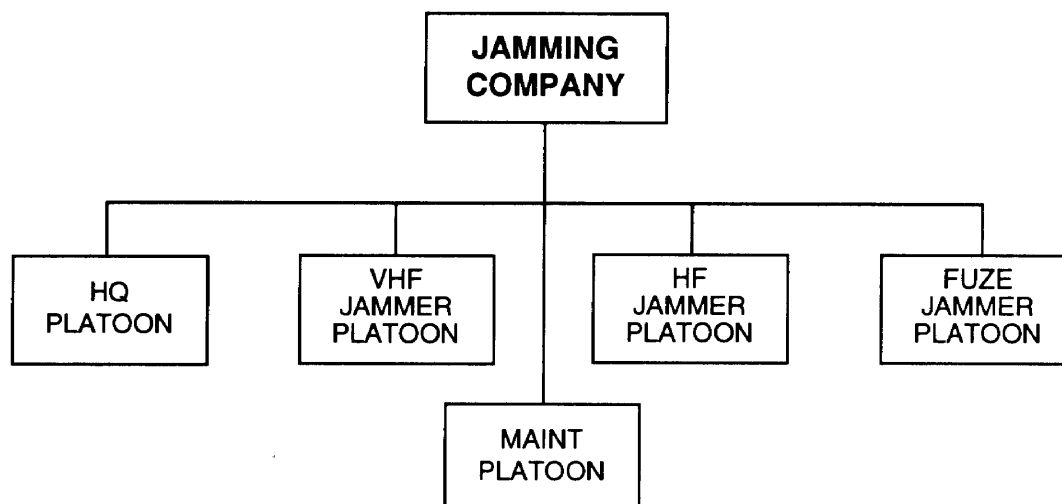 JAMMING
COMPANY
HQ
PLATOON
VHF
JAMMER
PLATOON
HF
JAMMER
PLATOON
FUZE
JAMMER
PLATOON
MAINT
PLATOON